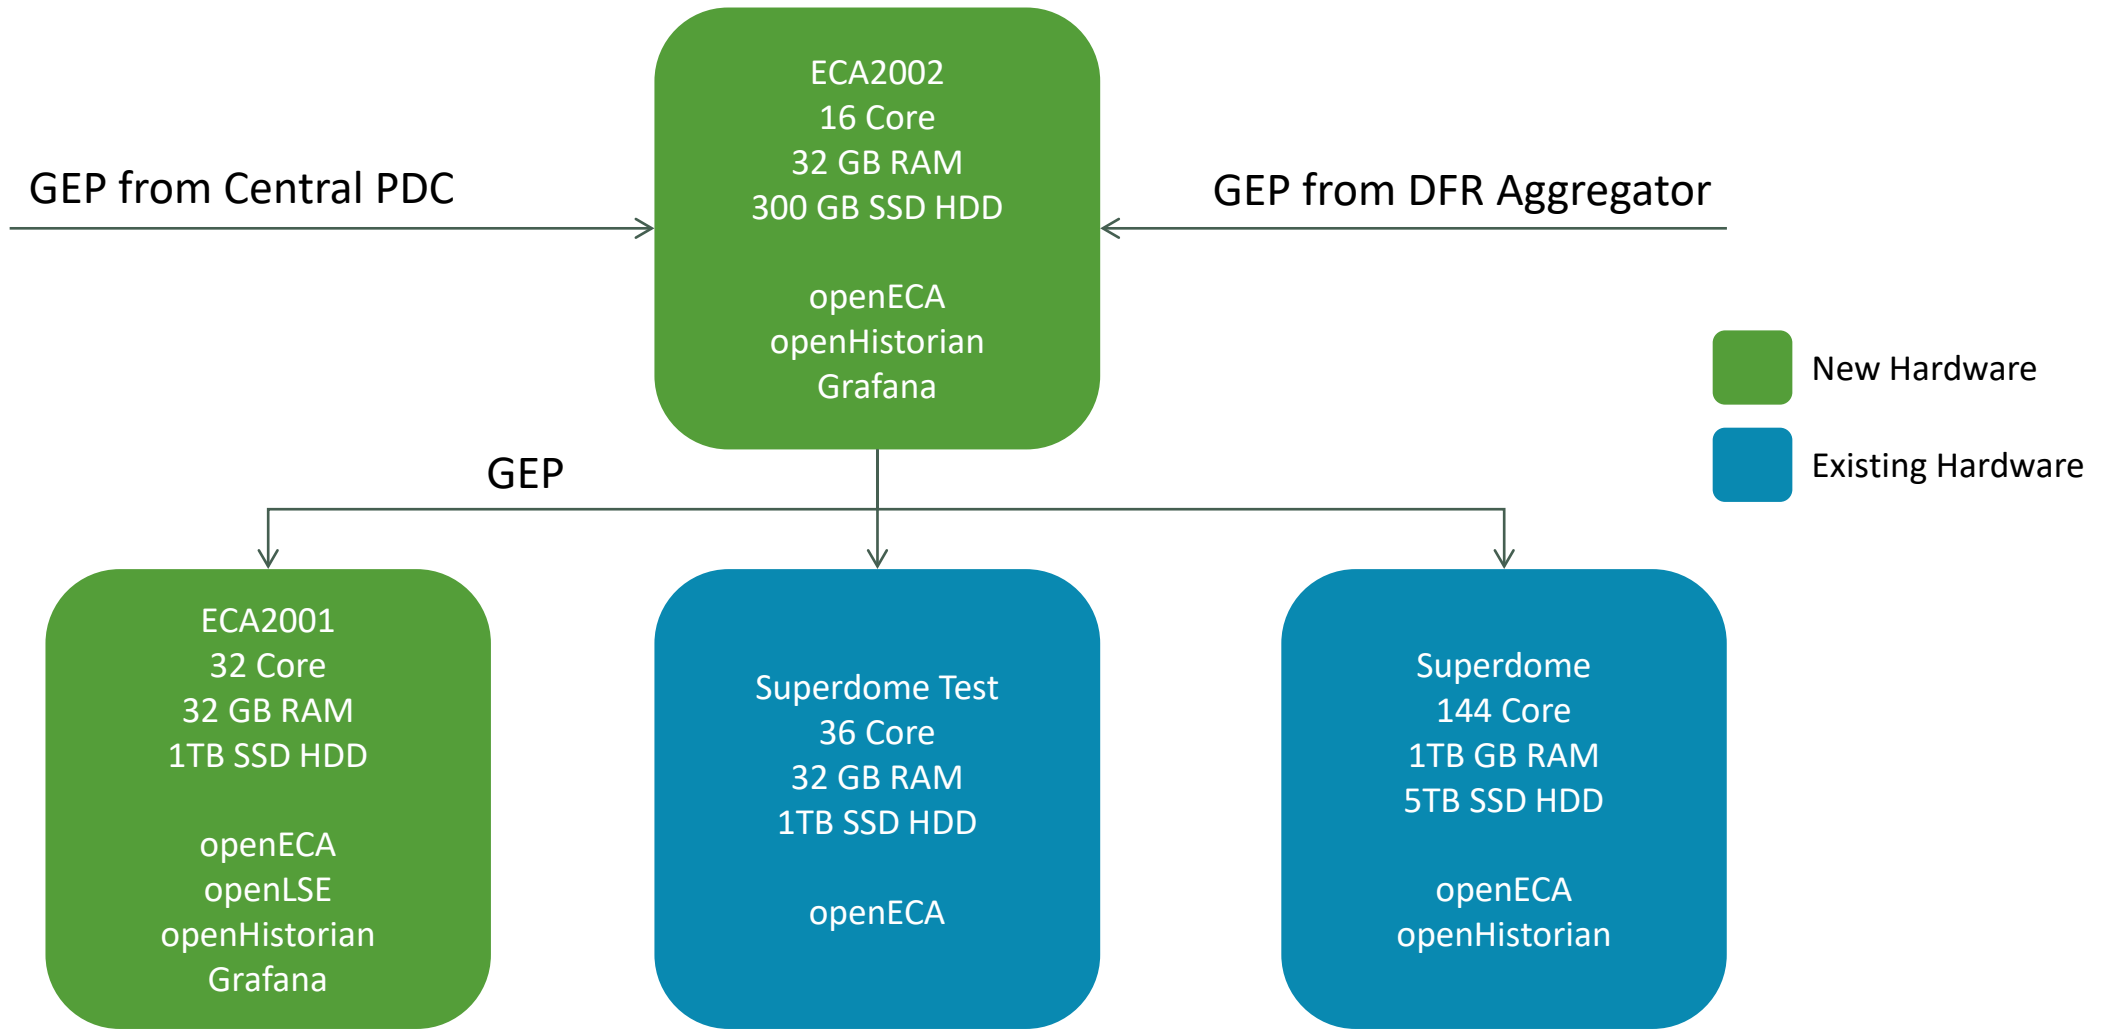 ECA2002
16 Core
32 GB RAM
300 GB SSD HDD
openECA
openHistorian
Grafana
GEP from Central PDC
GEP from DFR Aggregator
New Hardware
Existing Hardware
GEP
ECA2001
32 Core
32 GB RAM
1TB SSD HDD
openECA
openLSE
openHistorian
Grafana
Superdome Test
36 Core
32 GB RAM
1TB SSD HDD
openECA
Superdome
144 Core
1TB GB RAM
5TB SSD HDD
openECA
openHistorian